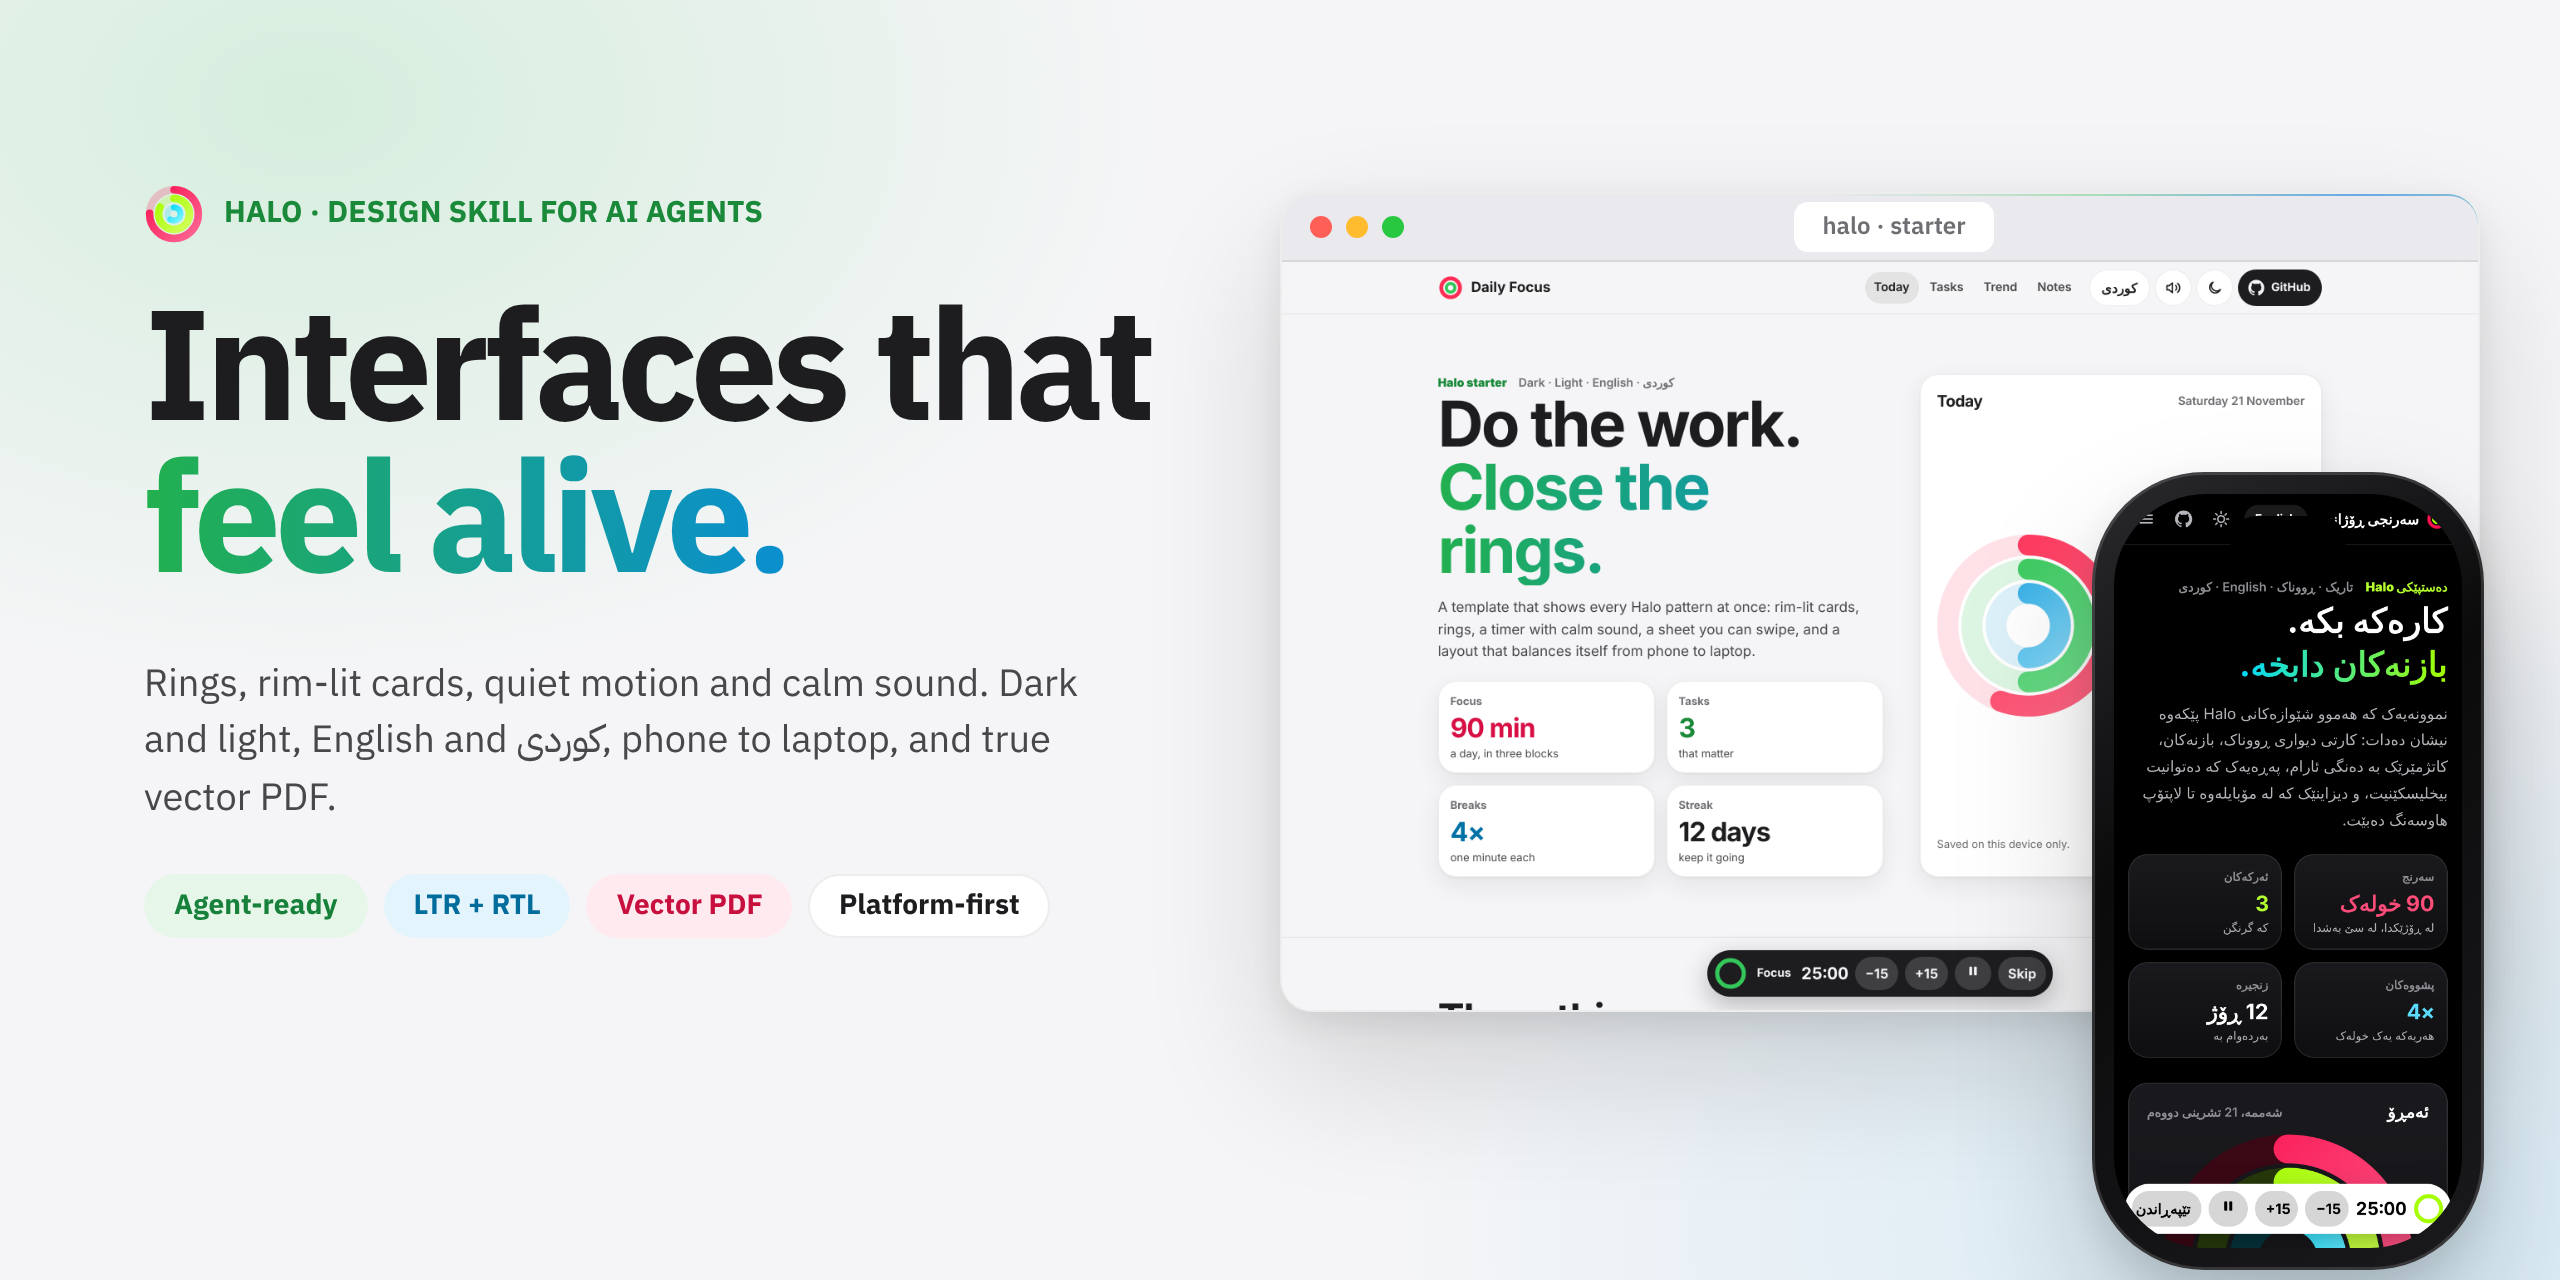 HALO · DESIGN SKILL FOR AI AGENTS
Interfaces that
feel alive.
Rings, rim-lit cards, quiet motion and calm sound. Dark
and light, English and کوردی, phone to laptop, and true
vector PDF.
Agent-ready
LTR + RTL
Vector PDF
Platform-first
halo · starter
Daily Focus
Today Tasks Trend Notes کوردی GitHub
Halo starter Dark · Light · English · کوردی
Do the work.
Close the
rings.
A template that shows every Halo pattern at once: rim-lit cards,
rings, a timer with calm sound, a sheet you can swipe, and a
layout that balances itself from phone to laptop.
Focus
90 min
a day, in three blocks
Tasks
3
that matter
Breaks
4×
one minute each
Streak
12 days
keep it going
Today
Saturday 21 November
Saved on this device only.
Focus 25:00 −15 +15 Skip
سەرنجی ڕۆژانە
دەستپێکی Halo تاریک · ڕووناک · English · کوردی
کارەکە بکە.
بازنەکان دابخە.
نموونەیەک کە هەموو شێوازەکانی Halo پێکەوە
نیشان دەدات: کارتی دیواری ڕووناک، بازنەکان،
کاتژمێرێک بە دەنگی ئارام، پەڕەیەک کە دەتوانیت
بیخلیسکێنیت، و دیزاینێک کە لە مۆبایلەوە تا لاپتۆپ
هاوسەنگ دەبێت.
سەرنج
90 خولەک
لە ڕۆژێکدا، لە سێ بەشدا
ئەرکەکان
3
کە گرنگن
پشووەکان
4×
هەریەکە یەک خولەک
زنجیرە
12 ڕۆژ
بەردەوام بە
ئەمڕۆ
شەممە، 21 تشرینی دووەم
25:00 −15 +15 تێپەڕاندن